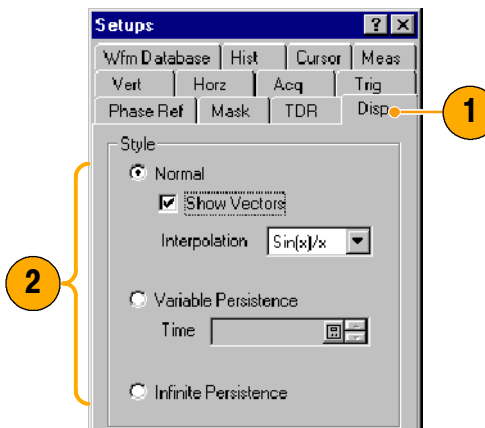 Setups
Wfm Database Hist Cursor Meas
Vert Horz Acq Trig
Phase Ref Mask TDR Disp
1
Style
Normal
Show Vectors
Interpolation Sin(x)/x
2
Variable Persistence
Time
Infinite Persistence